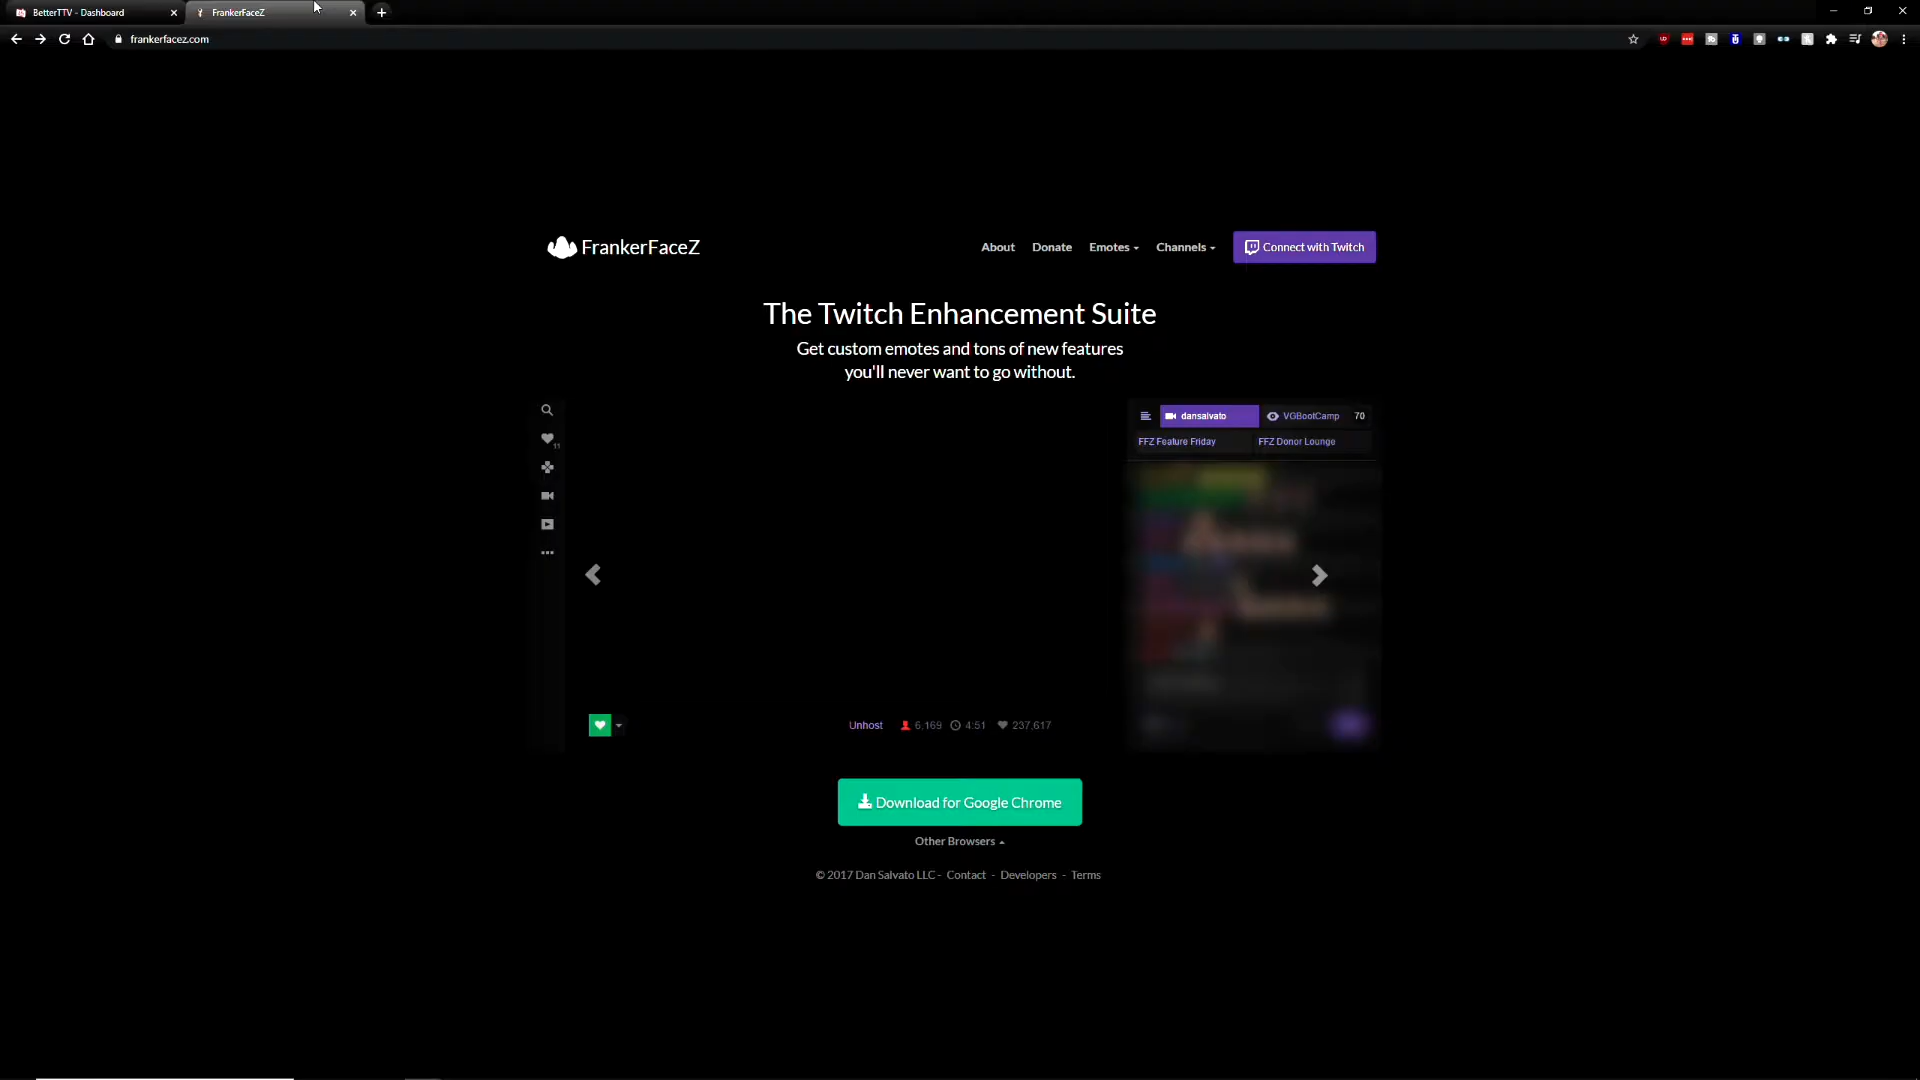 BetterTTV - Dashboard
FrankerFaceZ
frankerfacez.com
FrankerFaceZ
About
Donate
Emotes
Channels
Connect with Twitch
The Twitch Enhancement Suite
Get custom emotes and tons of new features
you'll never want to go without.
11
dansalvato
VGBootCamp
70
FFZ Feature Friday
FFZ Donor Lounge
Unhost
6,169
4:51
237,617
Download for Google Chrome
Other Browsers
© 2017 Dan Salvato LLC - Contact - Developers - Terms